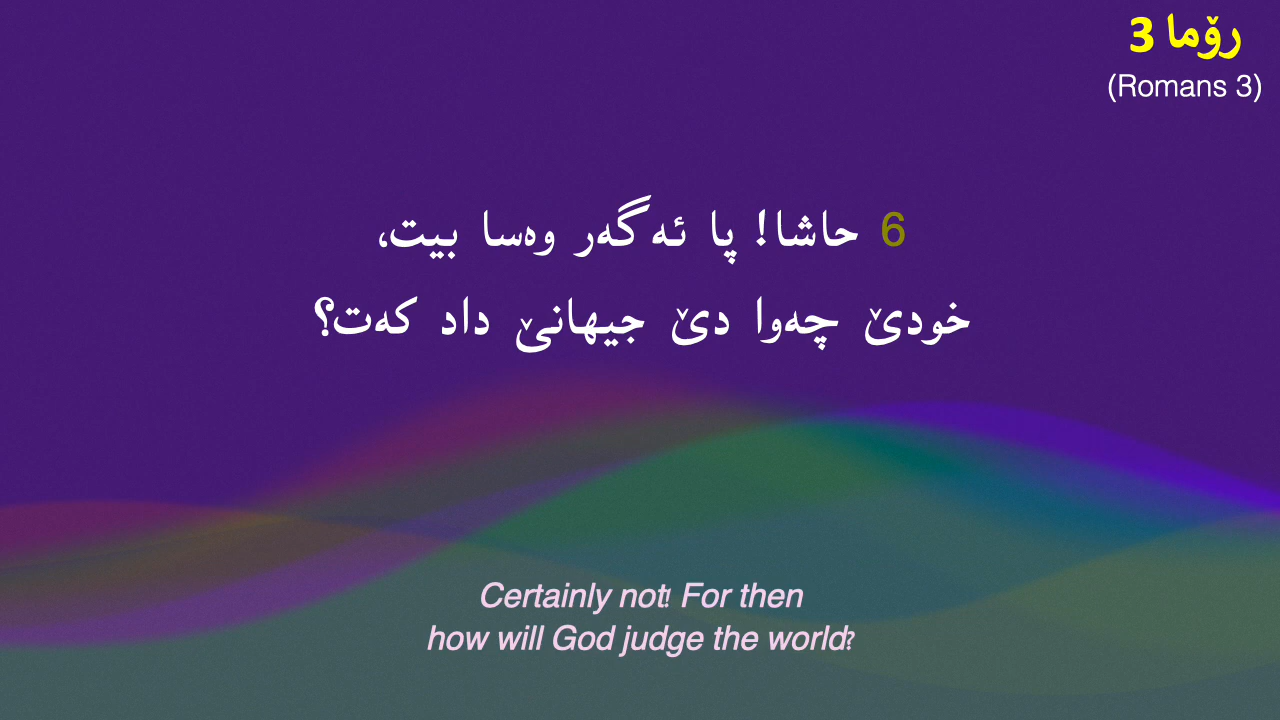 رۆما 3
(Romans 3)
6 حاشا! پا ئەگەر وەسا بیت،
خودێ چەوا دێ جیهانێ داد کەت؟
Certainly not! For then
how will God judge the world?